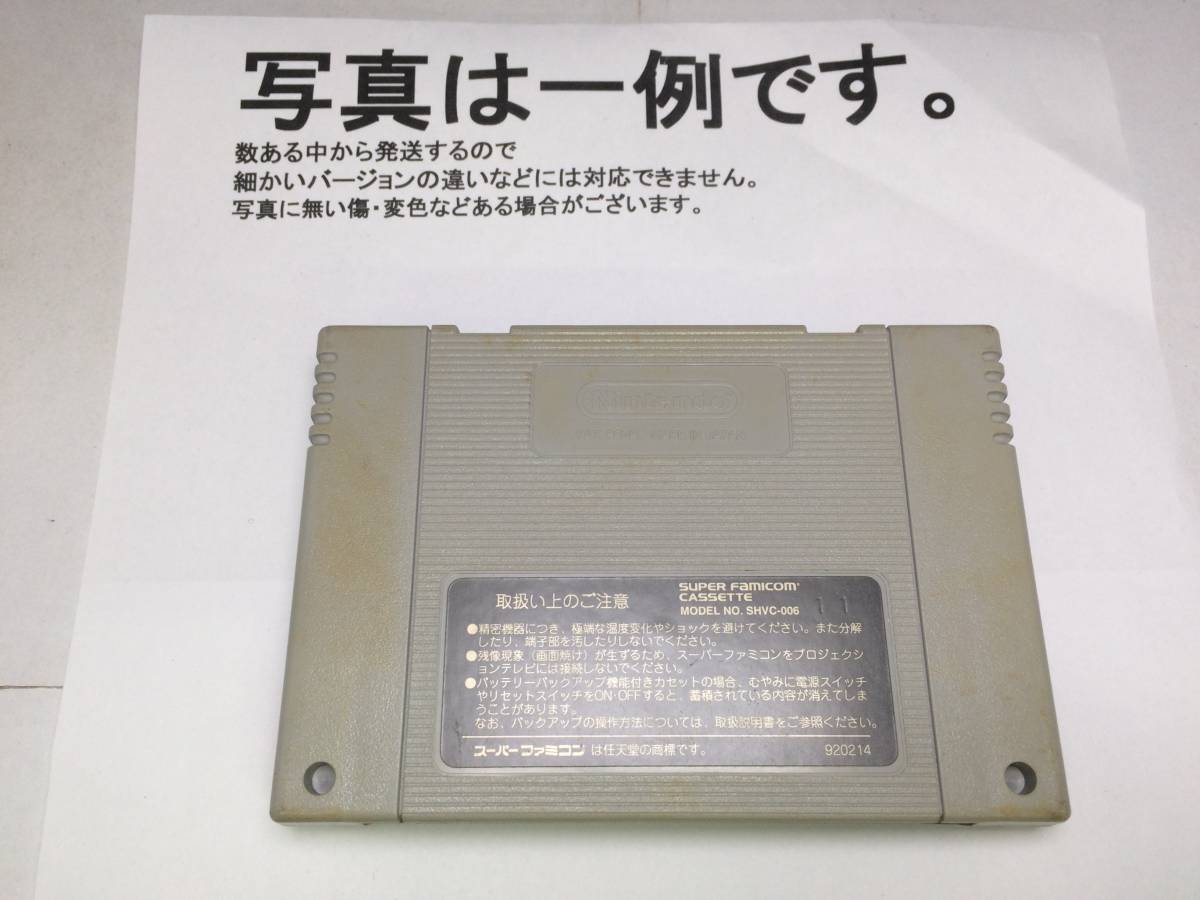 写真は一例です。
数ある中から発送するので
細かいバージョンの違いなどには対応できません。
写真に無い傷・変色などある場合がございます。
Nintendo
取扱い上のご注意
SUPER FAMICOM
CASSETTE
MODEL NO. SHVC-006
11
●精密機器につき、極端な温度変化やショックを避けてください。また分解
したり、端子部を汚したりしないでください。
●残像現象(画面焼け)が生ずるため、スーパーファミコンをプロジェクシ
ョンテレビには接続しないでください。
●バッテリーバックアップ機能付きカセットの場合、むやみに電源スイッチ
やリセットスイッチをON・OFFすると、蓄積されている内容が消えてしま
うことがあります。
なお、バックアップの操作方法については、取扱説明書をご参照ください。
スーパーファミコン は任天堂の商標です。
920214